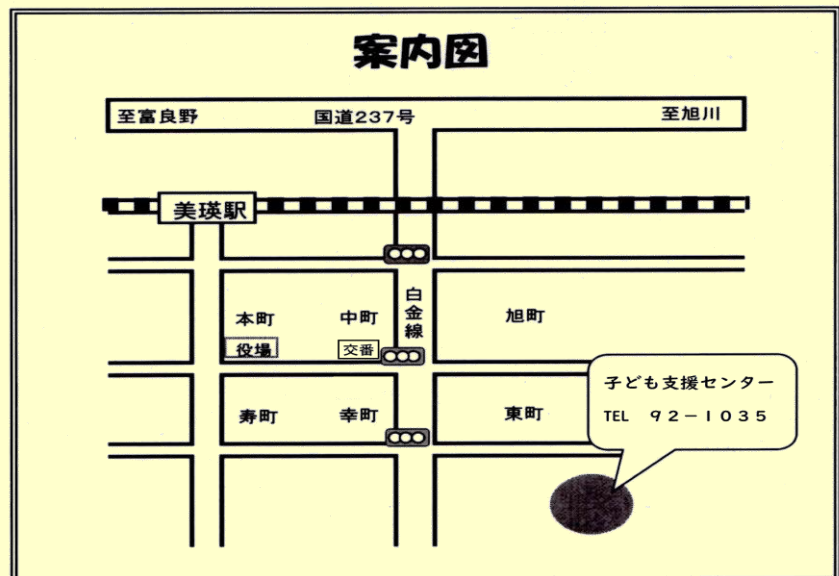 案内図
至富良野
国道237号
至旭川
美瑛駅
白金線
本町
中町
旭町
役場
交番
子ども支援センター
TEL ９２－１０３５
寿町
幸町
東町